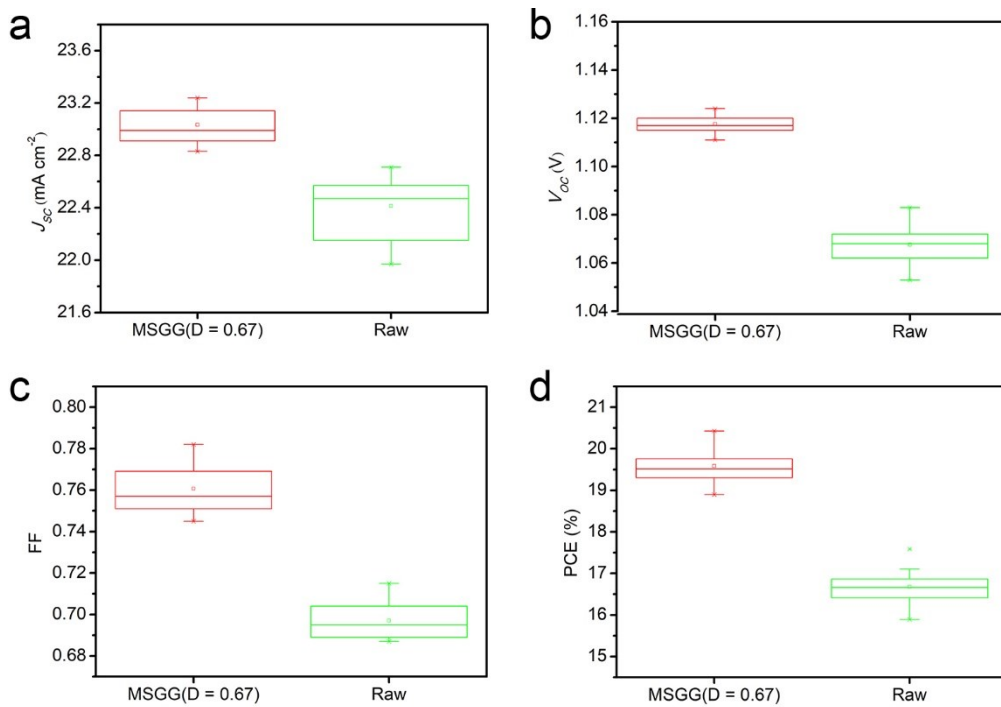 a
23.6
23.2
22.8
22.4
22.0
21.6
J_SC (mA cm⁻²)
MSGG(D = 0.67)
Raw
b
1.16
1.14
1.12
1.10
1.08
1.06
1.04
V_OC (V)
MSGG(D = 0.67)
Raw
c
0.80
0.78
0.76
0.74
0.72
0.70
0.68
FF
MSGG(D = 0.67)
Raw
d
21
20
19
18
17
16
15
PCE (%)
MSGG(D = 0.67)
Raw